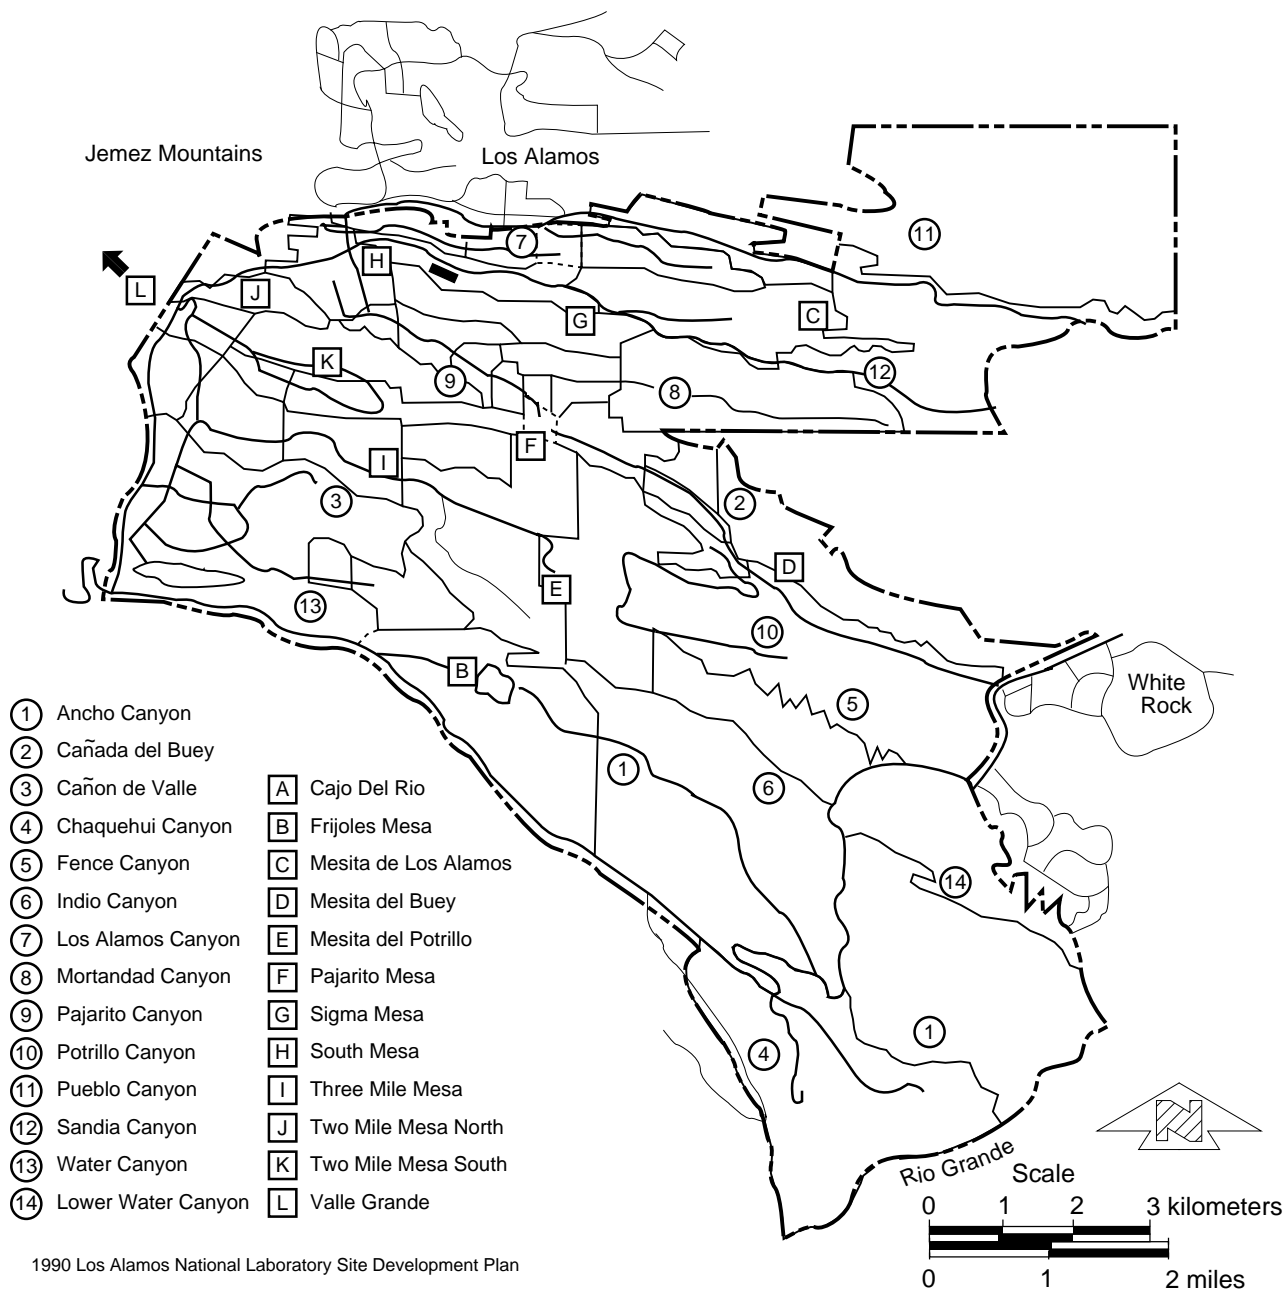 Jemez Mountains
Los Alamos
11
7
H
L
J
C
G
K
12
9
8
F
I
3
2
D
E
13
10
B
White
Rock
5
1
6
14
1
4
1 Ancho Canyon
2 Cañada del Buey
3 Cañon de Valle
4 Chaquehui Canyon
5 Fence Canyon
6 Indio Canyon
7 Los Alamos Canyon
8 Mortandad Canyon
9 Pajarito Canyon
10 Potrillo Canyon
11 Pueblo Canyon
12 Sandia Canyon
13 Water Canyon
14 Lower Water Canyon
A Cajo Del Rio
B Frijoles Mesa
C Mesita de Los Alamos
D Mesita del Buey
E Mesita del Potrillo
F Pajarito Mesa
G Sigma Mesa
H South Mesa
I Three Mile Mesa
J Two Mile Mesa North
K Two Mile Mesa South
L Valle Grande
N
Rio Grande
Scale
0 1 2 3 kilometers
0 1 2 miles
1990 Los Alamos National Laboratory Site Development Plan